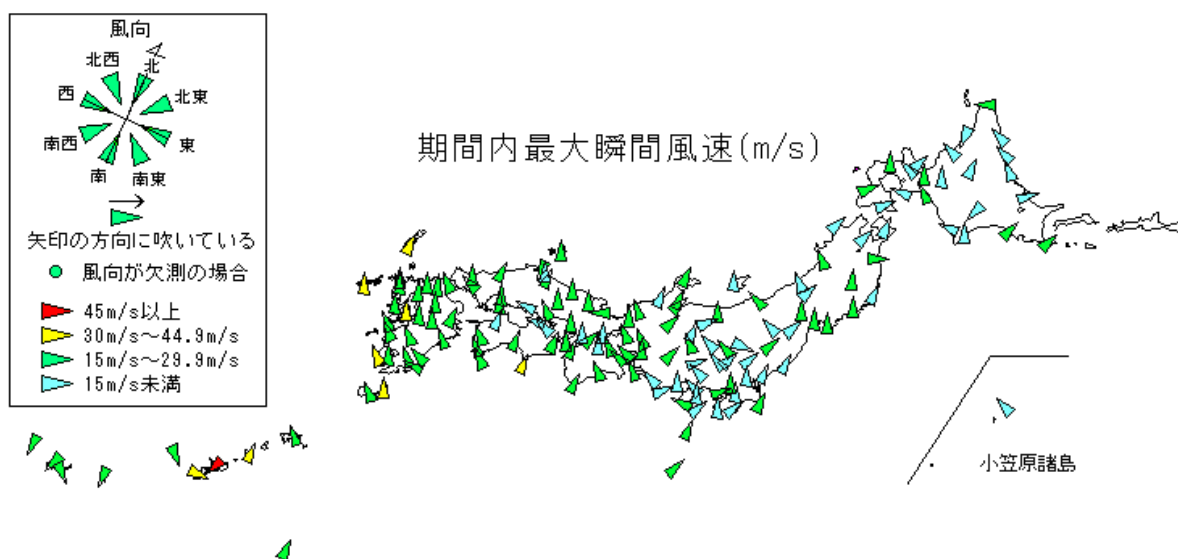 風向
北西
北
西
北東
南西
東
南
南東
矢印の方向に吹いている
風向が欠測の場合
45m/s以上
30m/s～44.9m/s
15m/s～29.9m/s
15m/s未満
期間内最大瞬間風速(m/s)
小笠原諸島